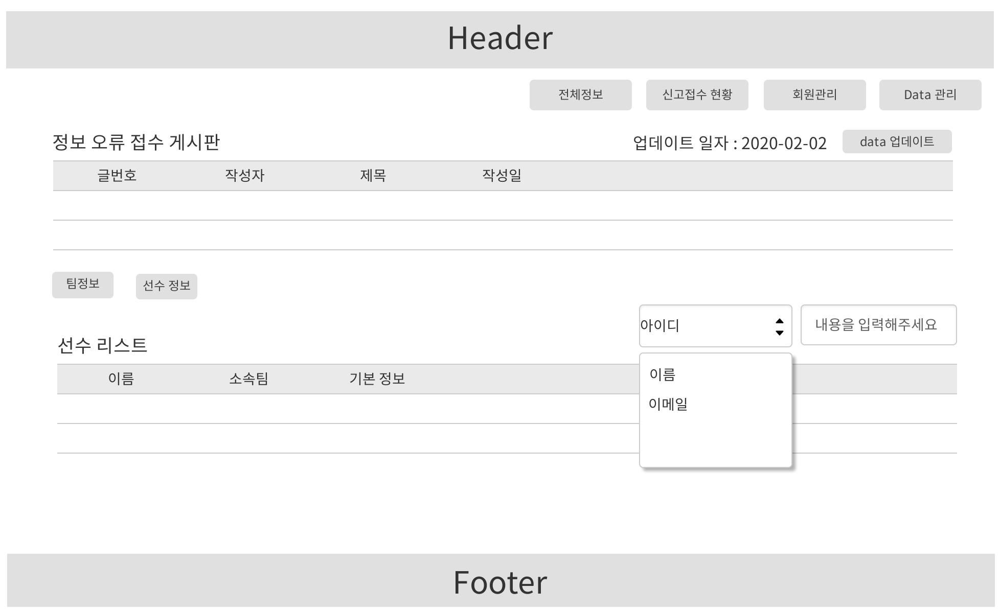 Header
전체정보
신고접수 현황
회원관리
Data 관리
정보 오류 접수 게시판
업데이트 일자 : 2020-02-02
data 업데이트
글번호 작성자 제목 작성일
팀정보
선수 정보
아이디
내용을 입력해주세요
선수 리스트
이름 소속팀 기본 정보
이름
이메일
Footer